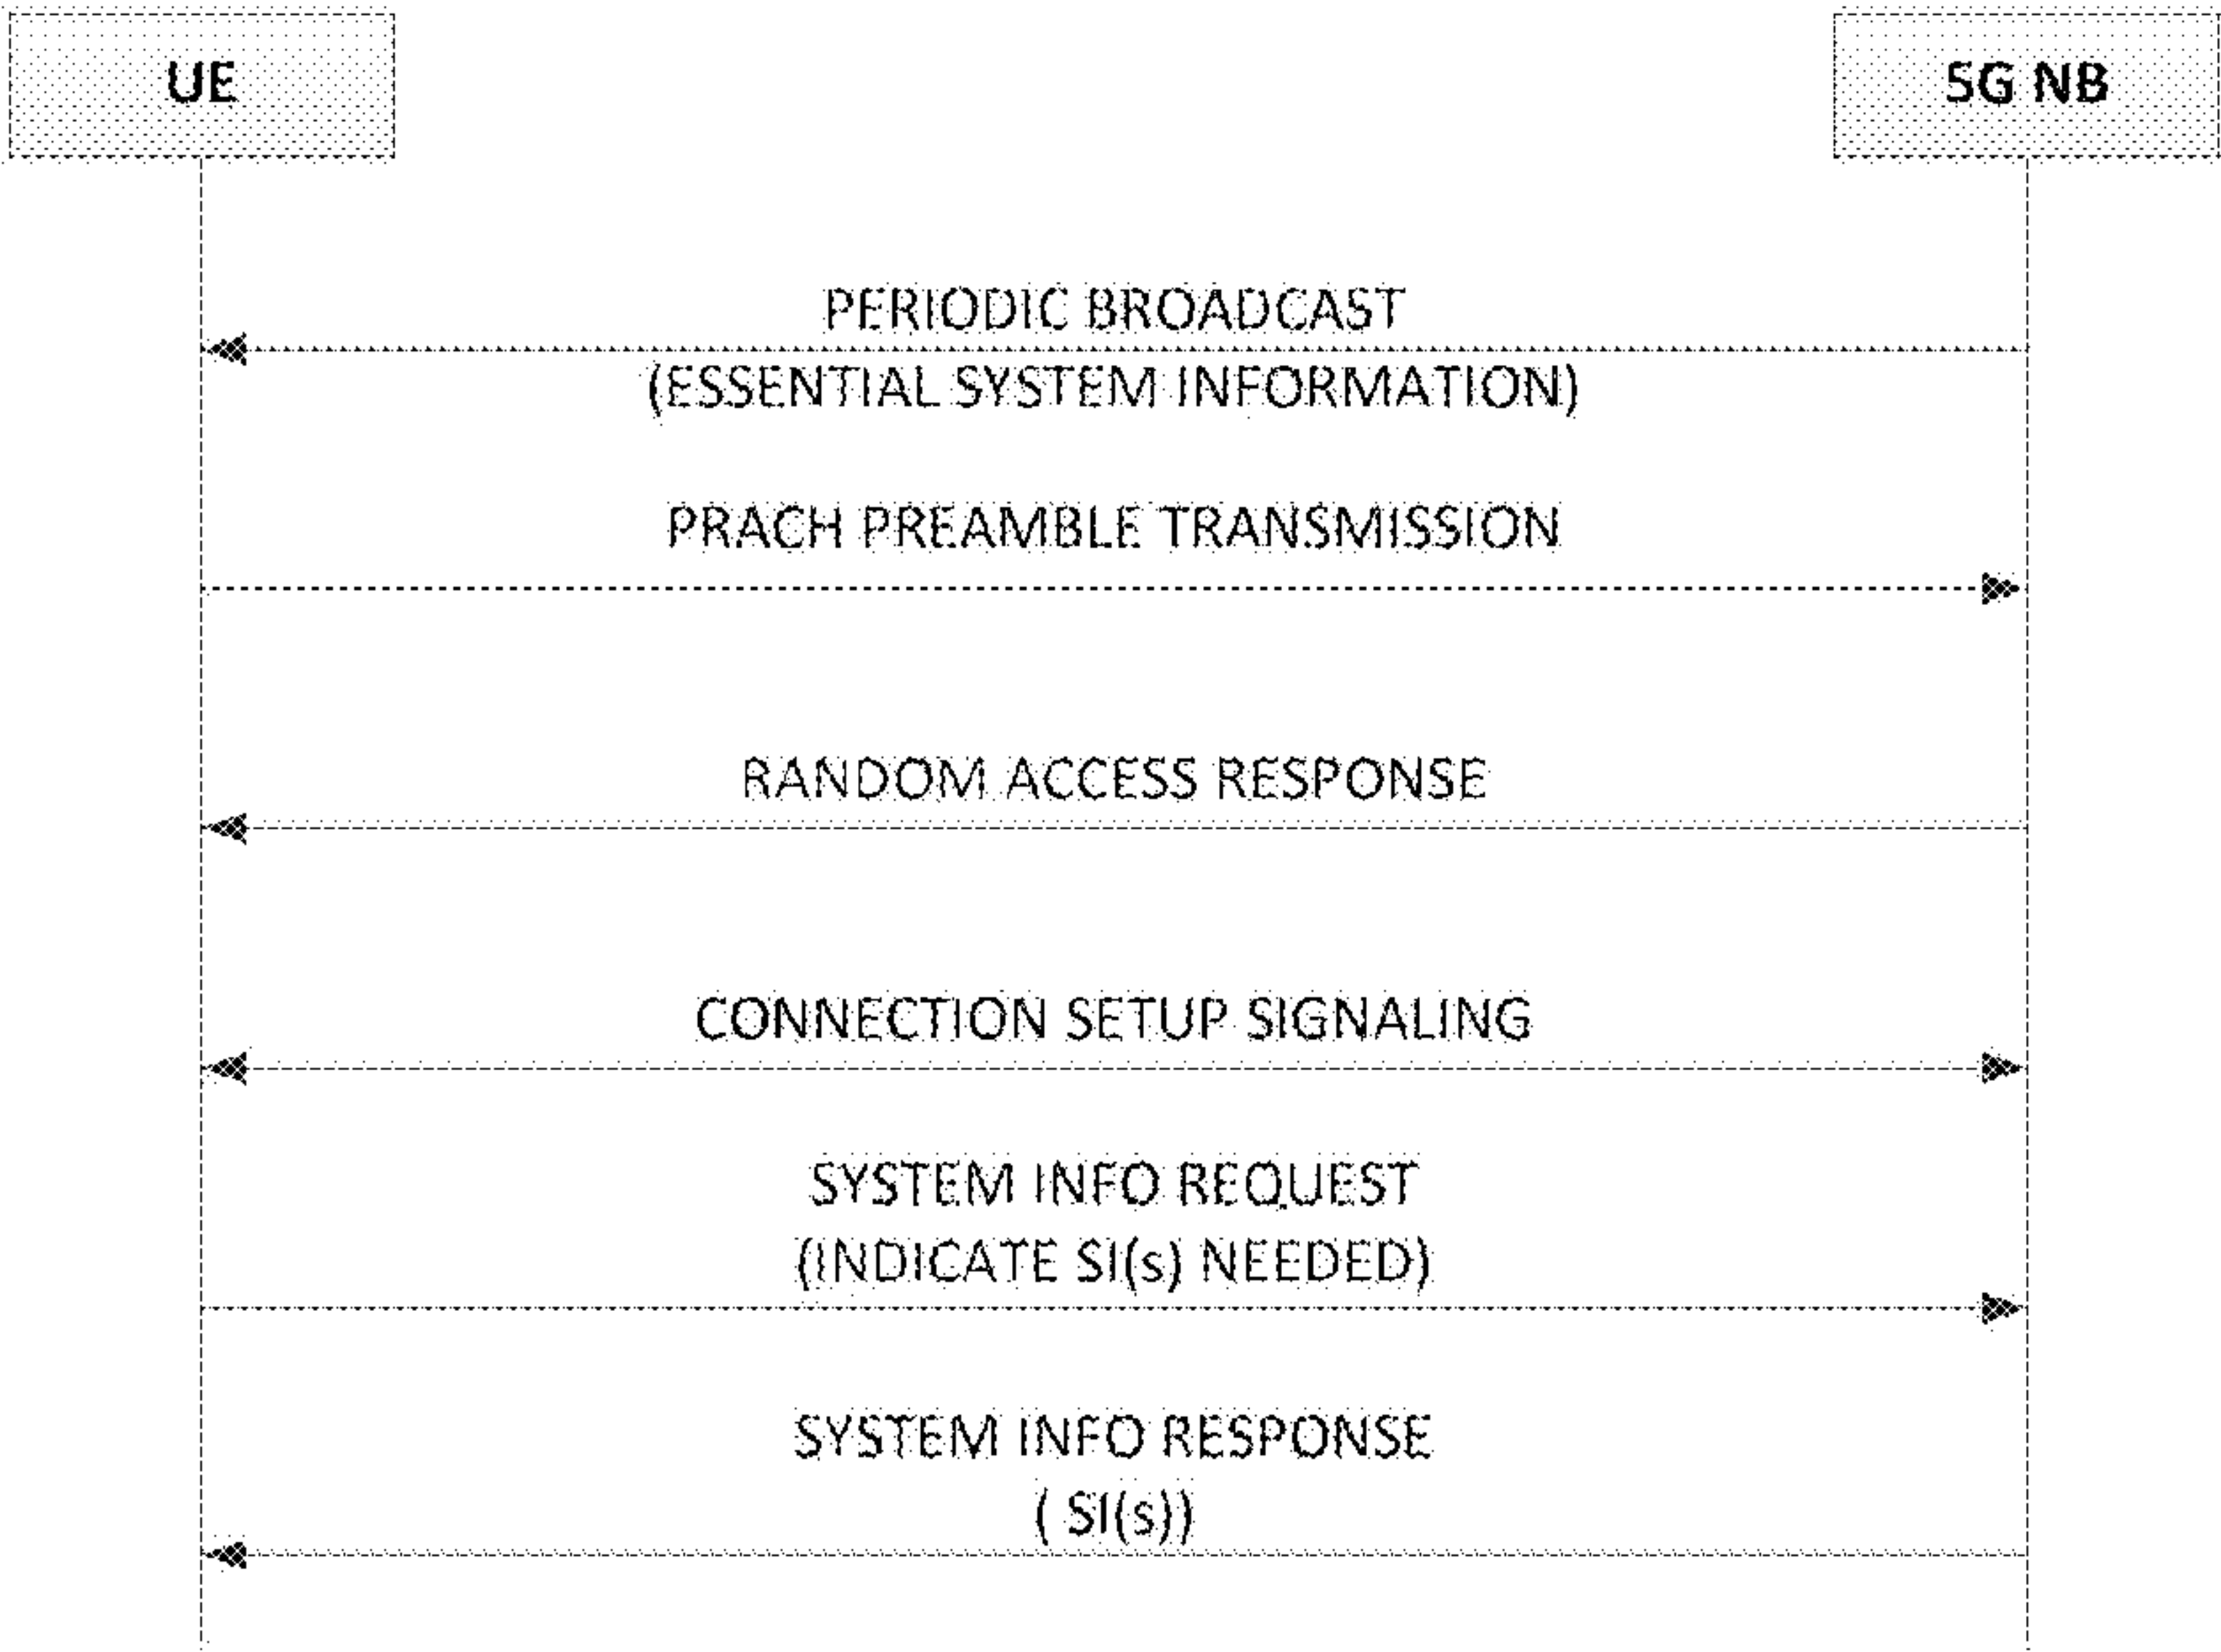 UE
5G NB
PERIODIC BROADCAST
(ESSENTIAL SYSTEM INFORMATION)
PRACH PREAMBLE TRANSMISSION
RANDOM ACCESS RESPONSE
CONNECTION SETUP SIGNALING
SYSTEM INFO REQUEST
(INDICATE SI(s) NEEDED)
SYSTEM INFO RESPONSE
( SI(s))